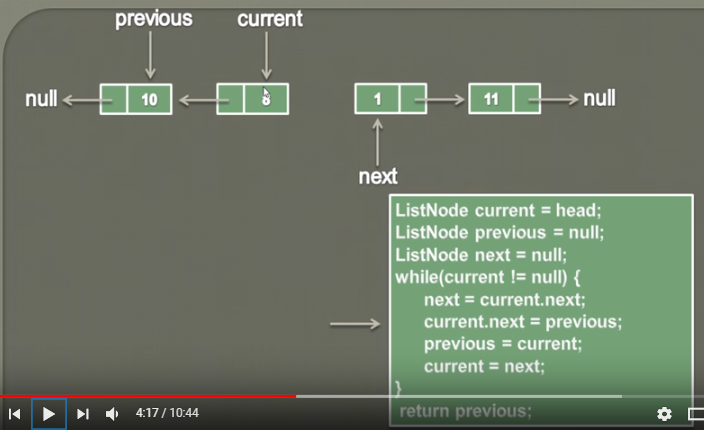 previous current
null 10 8 1 11 null
next
ListNode current = head;
ListNode previous = null;
ListNode next = null;
while(current != null) {
next = current.next;
current.next = previous;
previous = current;
current = next;
}
return previous;
4:17 / 10:44